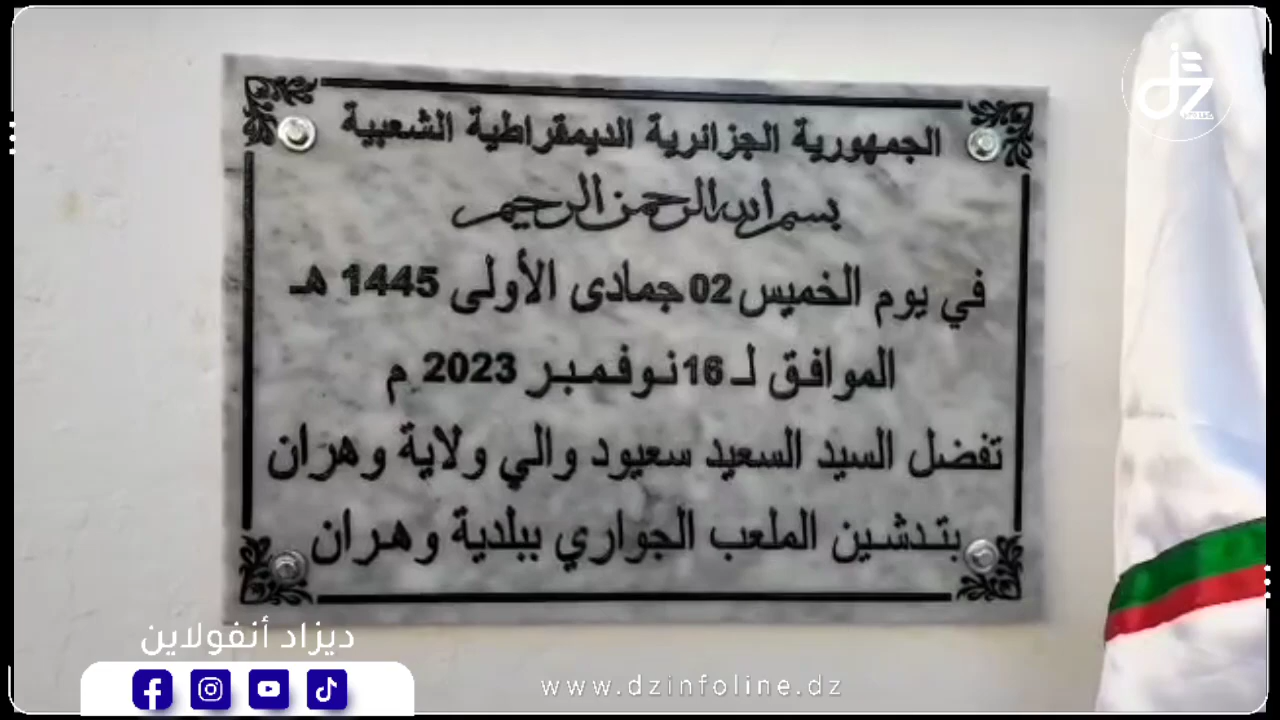 الجمهورية الجزائرية الديمقراطية الشعبية
بسم الله الرحمن الرحيم
في يوم الخميس 02 جمادى الأولى 1445 هـ
الموافق لـ 16 نوفمبر 2023 م
تفضل السيد السعيد سعيود والي ولاية وهران
بتدشين الملعب الجواري ببلدية وهران
ديزاد أنفولاين
www.dzinfoline.dz